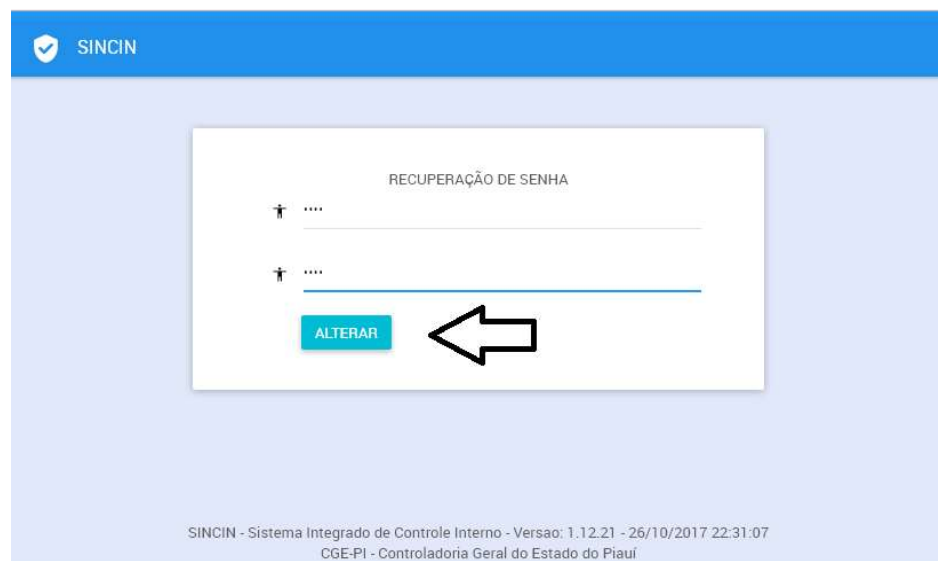 SINCIN
RECUPERAÇÃO DE SENHA
....
....
ALTERAR
SINCIN - Sistema Integrado de Controle Interno - Versao: 1.12.21 - 26/10/2017 22:31:07
CGE-PI - Controladoria Geral do Estado do Piauí